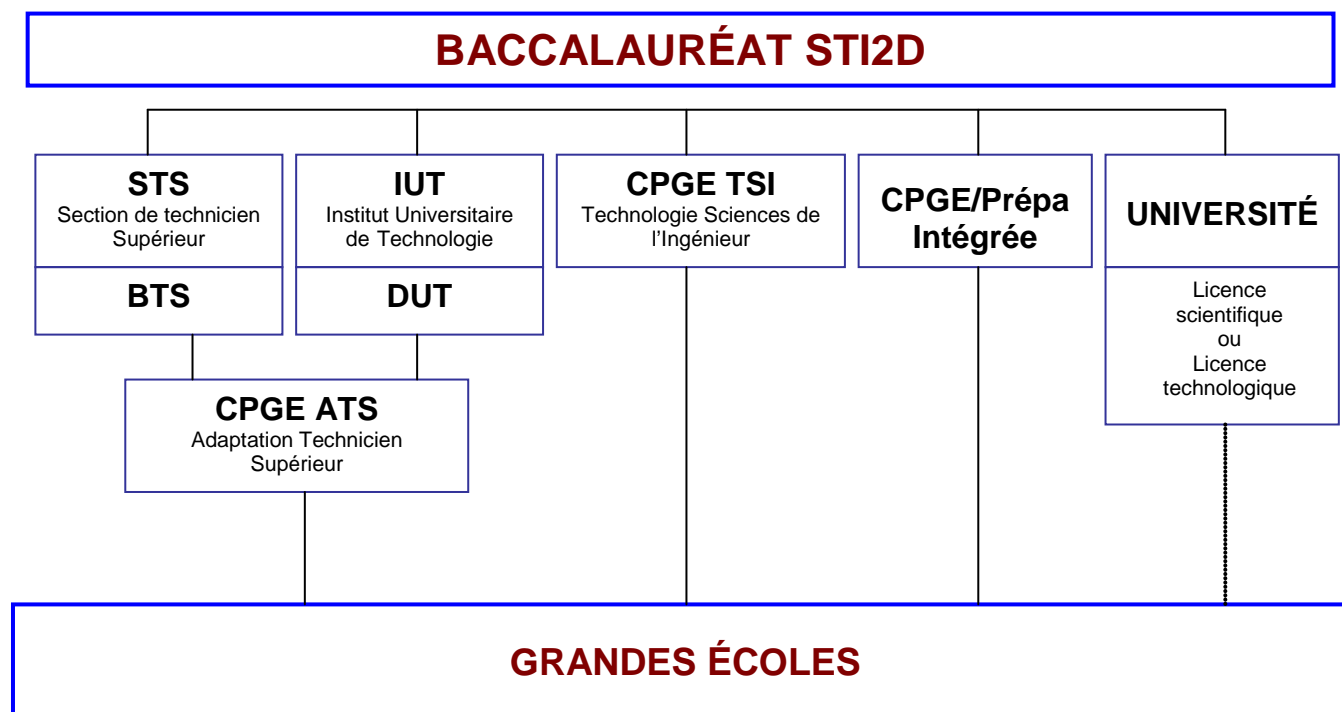 BACCALAURÉAT STI2D
STS
Section de technicien
Supérieur
BTS
IUT
Institut Universitaire
de Technologie
DUT
CPGE TSI
Technologie Sciences de
l'Ingénieur
CPGE/Prépa
Intégrée
UNIVERSITÉ
Licence
scientifique
ou
Licence
technologique
CPGE ATS
Adaptation Technicien
Supérieur
GRANDES ÉCOLES